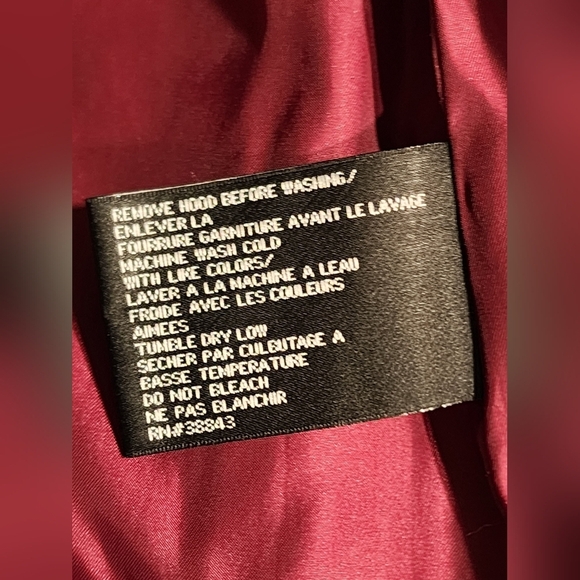 REMOVE HOOD BEFORE WASHING/
ENLEVER LA
FOURRURE GARNITURE AVANT LE LAVAGE
MACHINE WASH COLD
WITH LIKE COLORS/
LAVER A LA MACHINE A LEAU
FROIDE AVEC LES COULEURS
AIMEES
TUMBLE DRY LOW
SECHER PAR CULBUTAGE A
BASSE TEMPERATURE
DO NOT BLEACH
NE PAS BLANCHIR
RN#38843